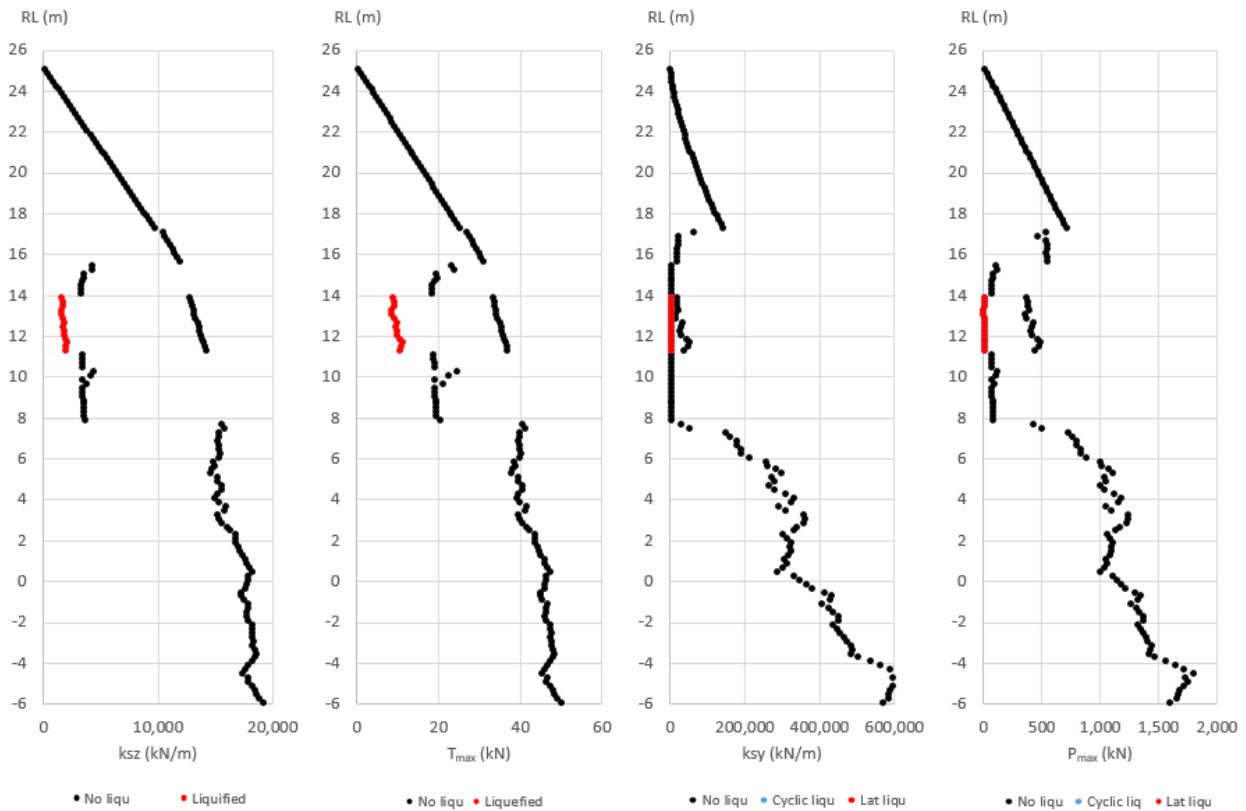 RL (m) RL (m) RL (m) RL (m)
26 26 26 26
24 24 24 24
22 22 22 22
20 20 20 20
18 18 18 18
16 16 16 16
14 14 14 14
12 12 12 12
10 10 10 10
8 8 8 8
6 6 6 6
4 4 4 4
2 2 2 2
0 0 0 0
-2 -2 -2 -2
-4 -4 -4 -4
-6 -6 -6 -6
0 10,000 20,000 0 20 40 60 0 200,000 400,000 600,000 0 500 1,000 1,500 2,000
ksz (kN/m) Tmax (kN) ksy (kN/m) Pmax (kN)
No liqu Liquified No liqu Liquefied No liqu Cyclic liqu Lat liqu No liqu Cyclic liq Lat liqu